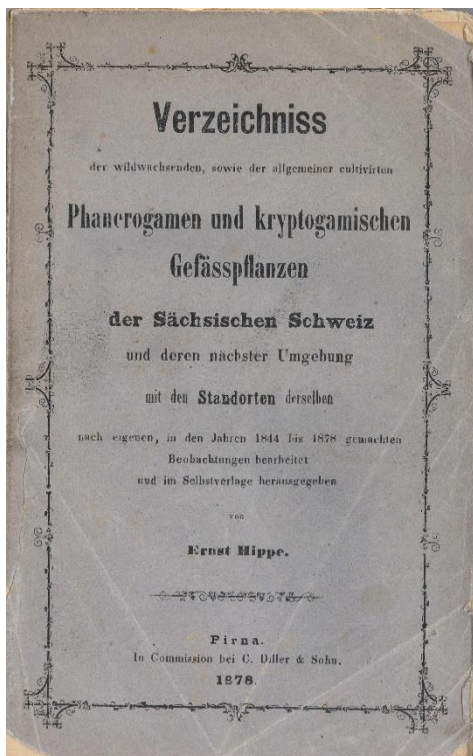 Verzeichniss
der wildwachsenden, sowie der allgemeiner cultivirten
Phanerogamen und kryptogamischen
Gefässpflanzen
der Sächsischen Schweiz
und deren nächster Umgebung
mit den Standorten derselben
nach eigenen, in den Jahren 1844 bis 1878 gemachten
Beobachtungen bearbeitet
und im Selbstverlage herausgegeben
von
Ernst Hippe.
Pirna.
In Commission bei C. Diller & Sohn.
1878.